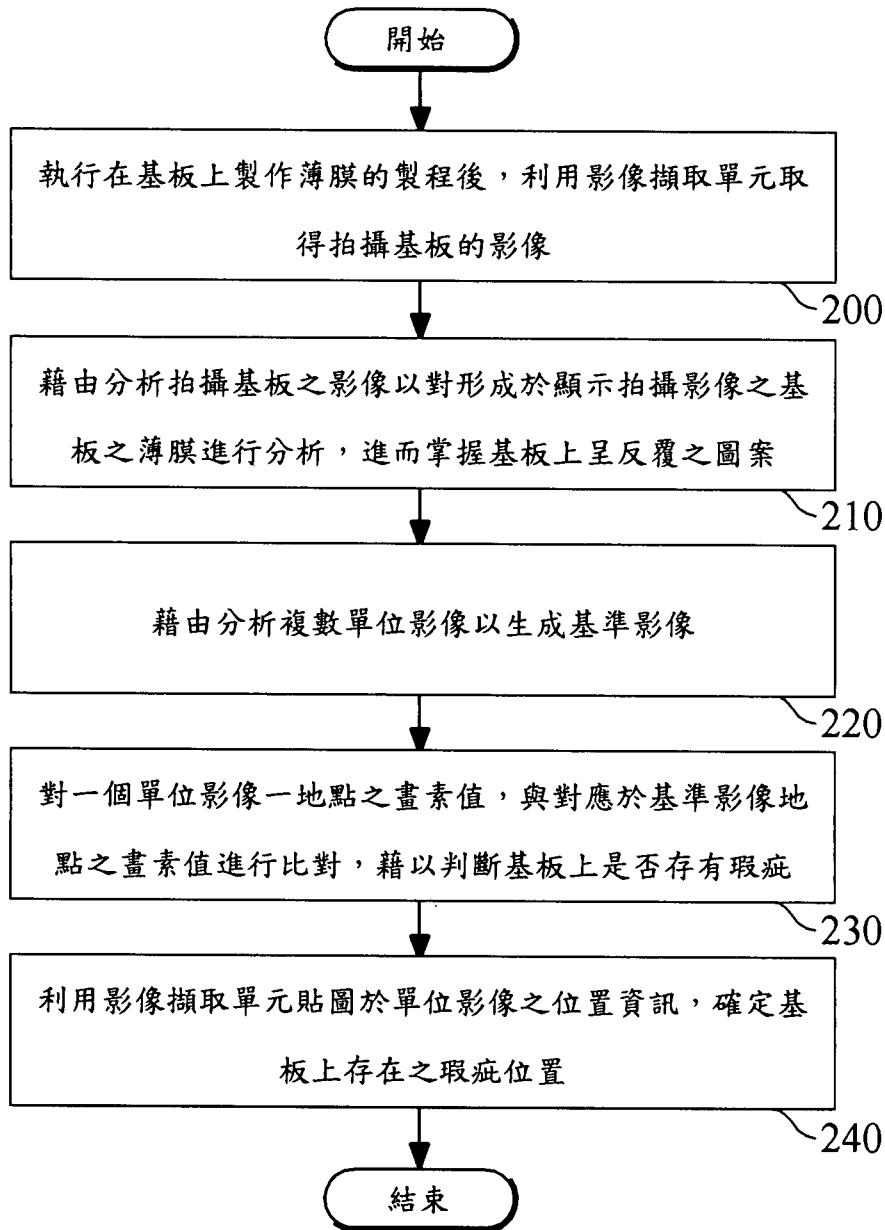 開始
執行在基板上製作薄膜的製程後，利用影像擷取單元取
得拍攝基板的影像
200
藉由分析拍攝基板之影像以對形成於顯示拍攝影像之基
板之薄膜進行分析，進而掌握基板上呈反覆之圖案
210
藉由分析複數單位影像以生成基準影像
220
對一個單位影像一地點之畫素值，與對應於基準影像地
點之畫素值進行比對，藉以判斷基板上是否存有瑕疵
230
利用影像擷取單元貼圖於單位影像之位置資訊，確定基
板上存在之瑕疵位置
240
結束